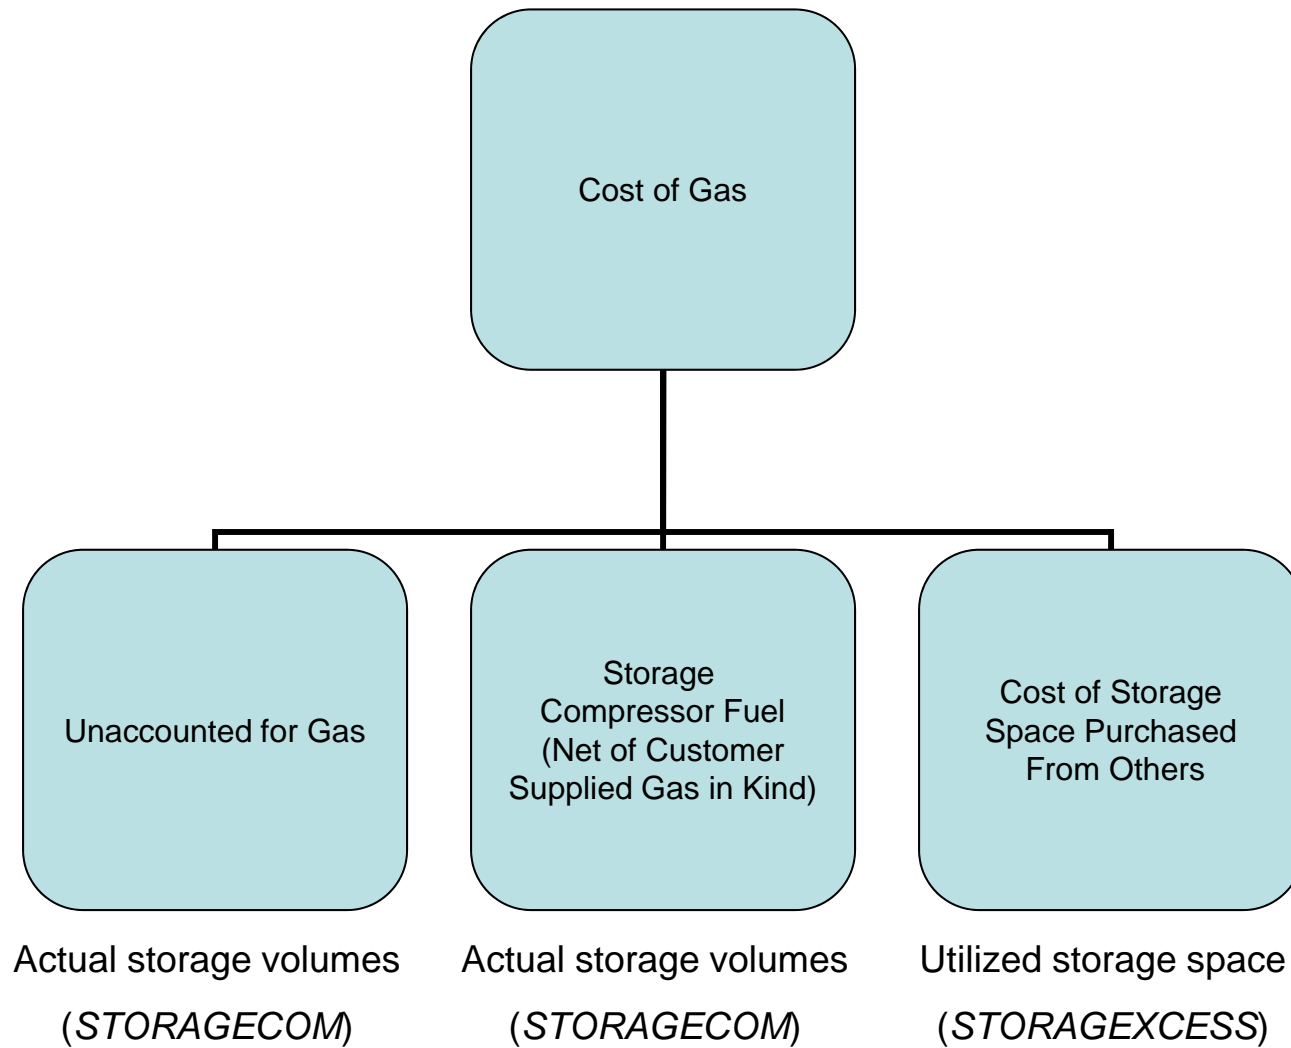 Cost of Gas
Unaccounted for Gas
Storage
Compressor Fuel
(Net of Customer
Supplied Gas in Kind)
Cost of Storage
Space Purchased
From Others
Actual storage volumes
(STORAGECOM)
Actual storage volumes
(STORAGECOM)
Utilized storage space
(STORAGEXCESS)